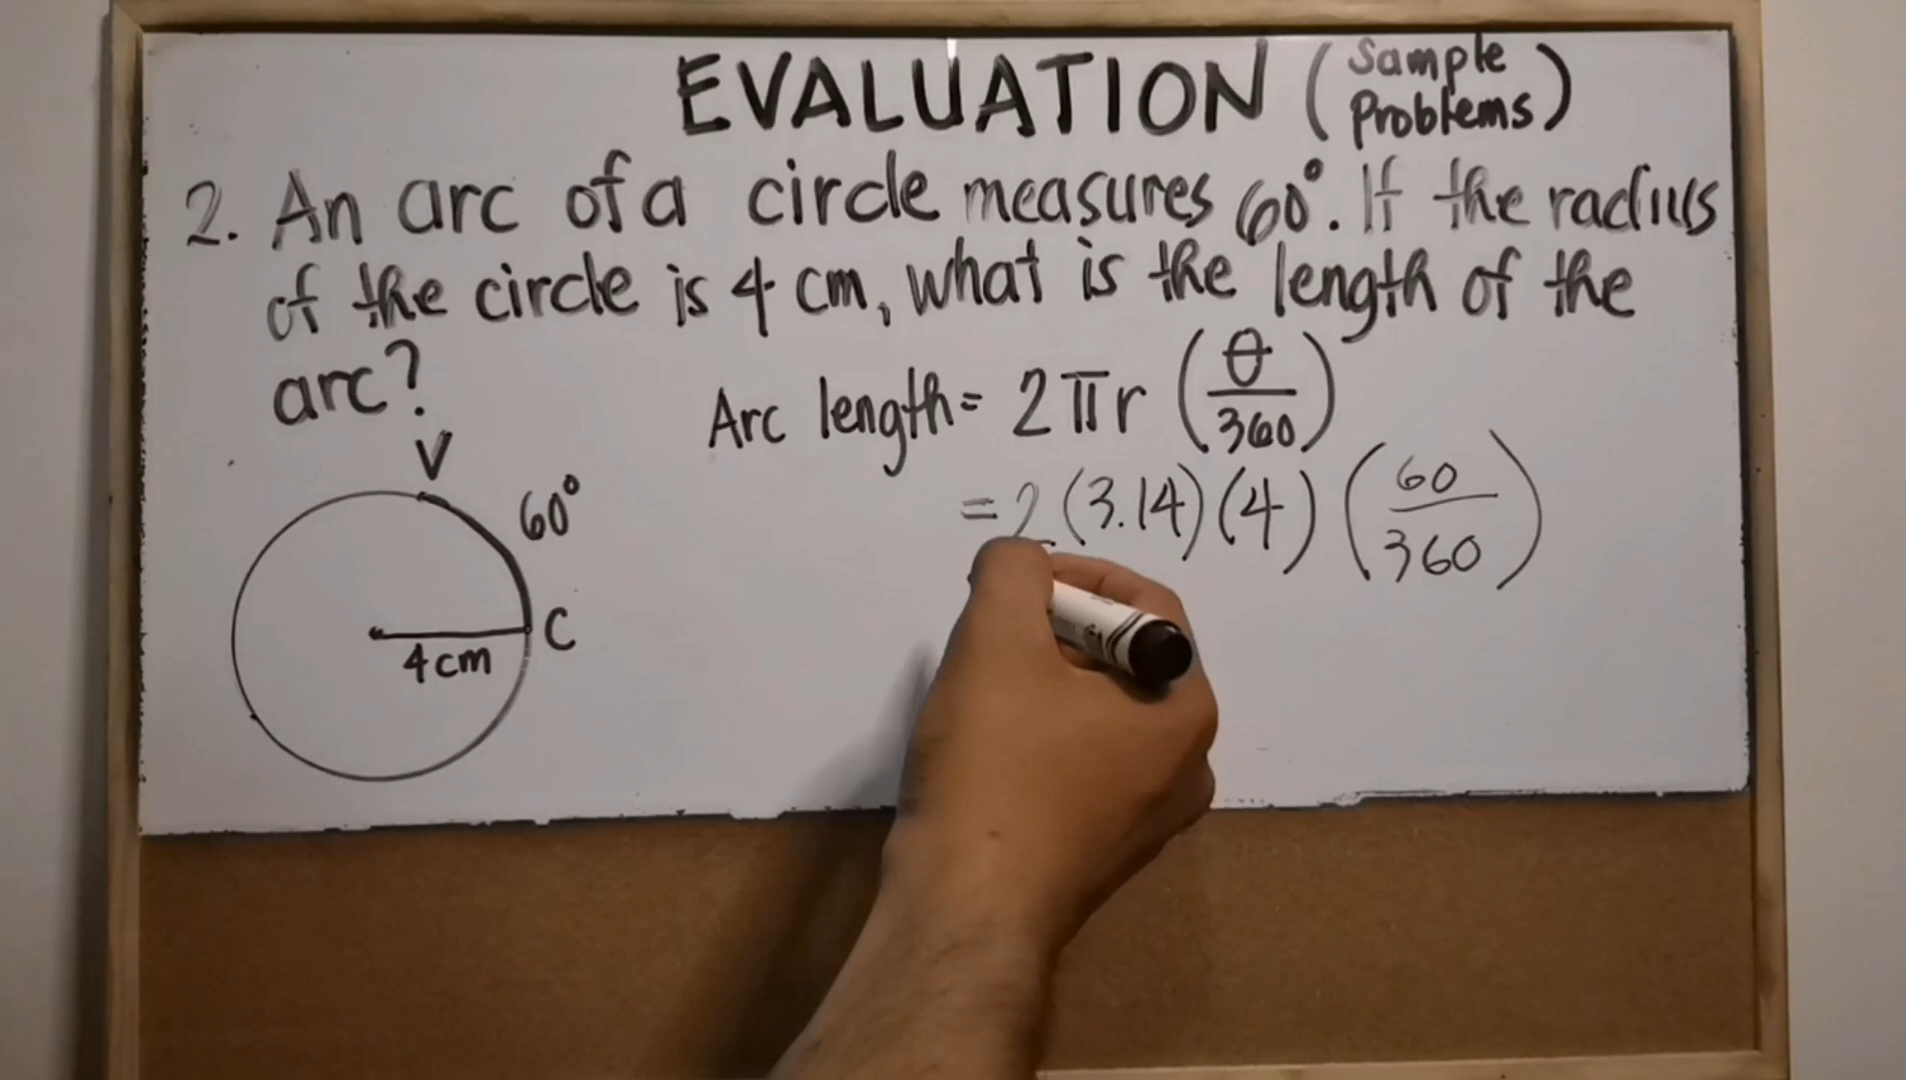 EVALUATION (Sample Problems)
2. An arc of a circle measures 60°. If the radius
of the circle is 4 cm, what is the length of the
arc?
Arc length = 2πr (θ/360)
= 2 (3.14) (4) (60/360)
V
60°
C
4cm